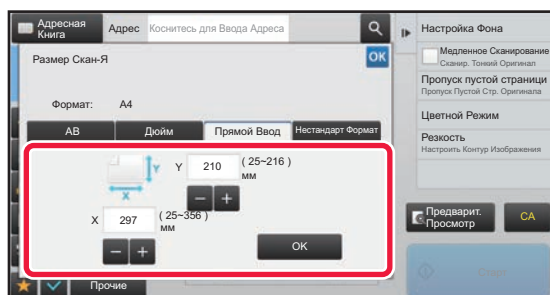 Адресная
Книга
Адрес
Коснитесь для Ввода Адреса
Настройка Фона
Размер Скан-Я
OK
Медленное Сканирование
Сканир. Тонкий Оригинал
Пропуск пустой страници
Пропуск Пустой Стр. Оригинала
Формат: A4
Цветной Режим
AB
Дюйм
Прямой Ввод
Нестандарт Формат
Резкость
Настроить Контур Изображения
Y
X
Y 210 ( 25~216 )
мм
X 297 ( 25~356 )
мм
OK
Предварит.
Просмотр
CA
Прочие
Старт